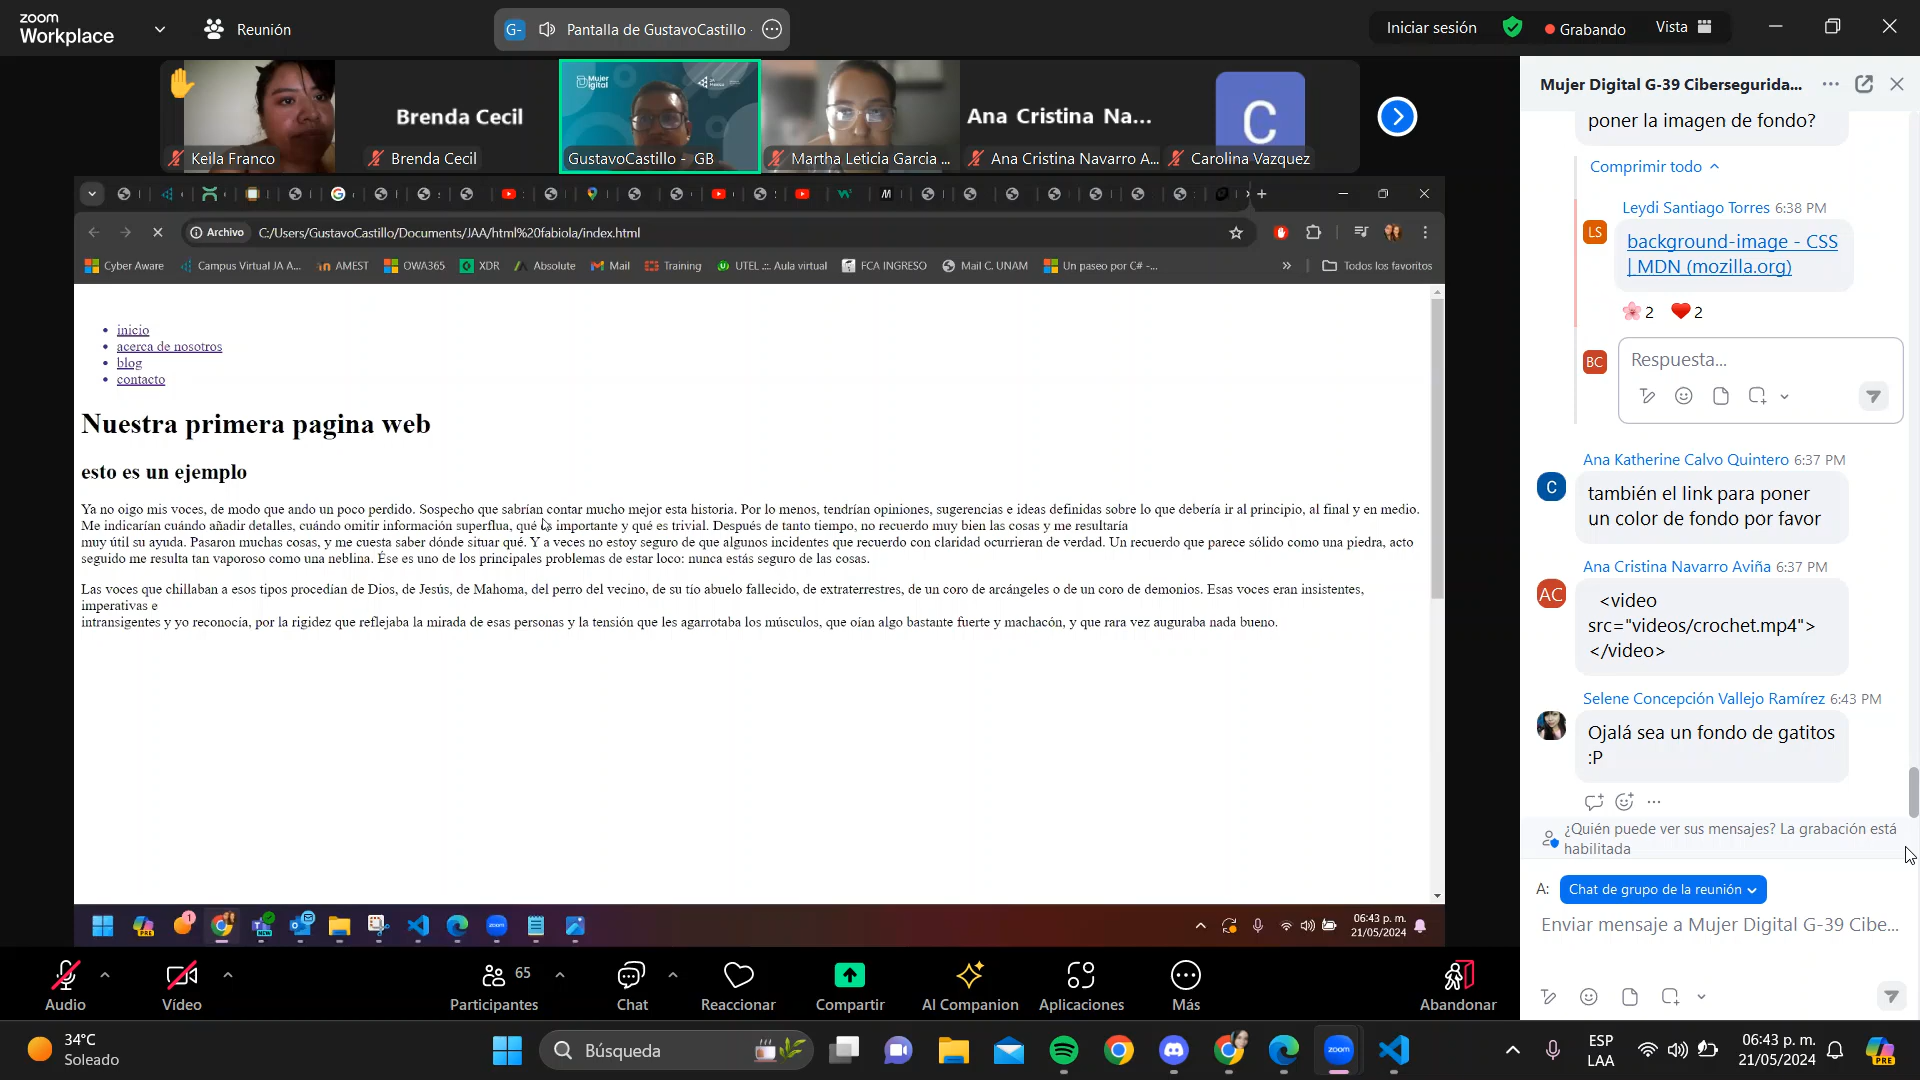 zoom
Workplace
Reunión
G-
Pantalla de GustavoCastillo
Iniciar sesión
Grabando
Vista
Keila Franco
Brenda Cecil
Brenda Cecil
Mujer
Digital
GustavoCastillo - GB
Martha Leticia Garcia ...
Ana Cristina Na...
Ana Cristina Navarro A...
C
Carolina Vazquez
Archivo
C:/Users/GustavoCastillo/Documents/JAA/html%20fabiola/index.html
Cyber Aware
Campus Virtual JA A...
AMEST
OWA365
XDR
Absolute
Mail
Training
UTEL .:. Aula virtual
FCA INGRESO
Mail C. UNAM
Un paseo por C# -...
»
Todos los favoritos
inicio
acerca de nosotros
blog
contacto
Nuestra primera pagina web
esto es un ejemplo
Ya no oigo mis voces, de modo que ando un poco perdido. Sospecho que sabrían contar mucho mejor esta historia. Por lo menos, tendrían opiniones, sugerencias e ideas definidas sobre lo que debería ir al principio, al final y en medio.
Me indicarían cuándo añadir detalles, cuándo omitir información superflua, qué es importante y qué es trivial. Después de tanto tiempo, no recuerdo muy bien las cosas y me resultaría
muy útil su ayuda. Pasaron muchas cosas, y me cuesta saber dónde situar qué. Y a veces no estoy seguro de que algunos incidentes que recuerdo con claridad ocurrieran de verdad. Un recuerdo que parece sólido como una piedra, acto
seguido me resulta tan vaporoso como una neblina. Ése es uno de los principales problemas de estar loco: nunca estás seguro de las cosas.
Las voces que chillaban a esos tipos procedían de Dios, de Jesús, de Mahoma, del perro del vecino, de su tío abuelo fallecido, de extraterrestres, de un coro de arcángeles o de un coro de demonios. Esas voces eran insistentes,
imperativas e
intransigentes y yo reconocía, por la rigidez que reflejaba la mirada de esas personas y la tensión que les agarrotaba los músculos, que oían algo bastante fuerte y machacón, y que rara vez auguraba nada bueno.
06:43 p. m.
21/05/2024
Audio
Vídeo
65
Participantes
Chat
Reaccionar
Compartir
AI Companion
Aplicaciones
Más
Abandonar
Mujer Digital G-39 Cibersegurida...
poner la imagen de fondo?
Comprimir todo
Leydi Santiago Torres 6:38 PM
LS
background-image - CSS
| MDN (mozilla.org)
2
2
BC
Respuesta...
Ana Katherine Calvo Quintero 6:37 PM
C
también el link para poner
un color de fondo por favor
Ana Cristina Navarro Aviña 6:37 PM
AC
<video
src="videos/crochet.mp4">
</video>
Selene Concepción Vallejo Ramírez 6:43 PM
Ojalá sea un fondo de gatitos
:P
¿Quién puede ver sus mensajes? La grabación está
habilitada
A:
Chat de grupo de la reunión
Enviar mensaje a Mujer Digital G-39 Cibe...
34°C
Soleado
Búsqueda
zoom
ESP
LAA
06:43 p. m.
21/05/2024
PRE